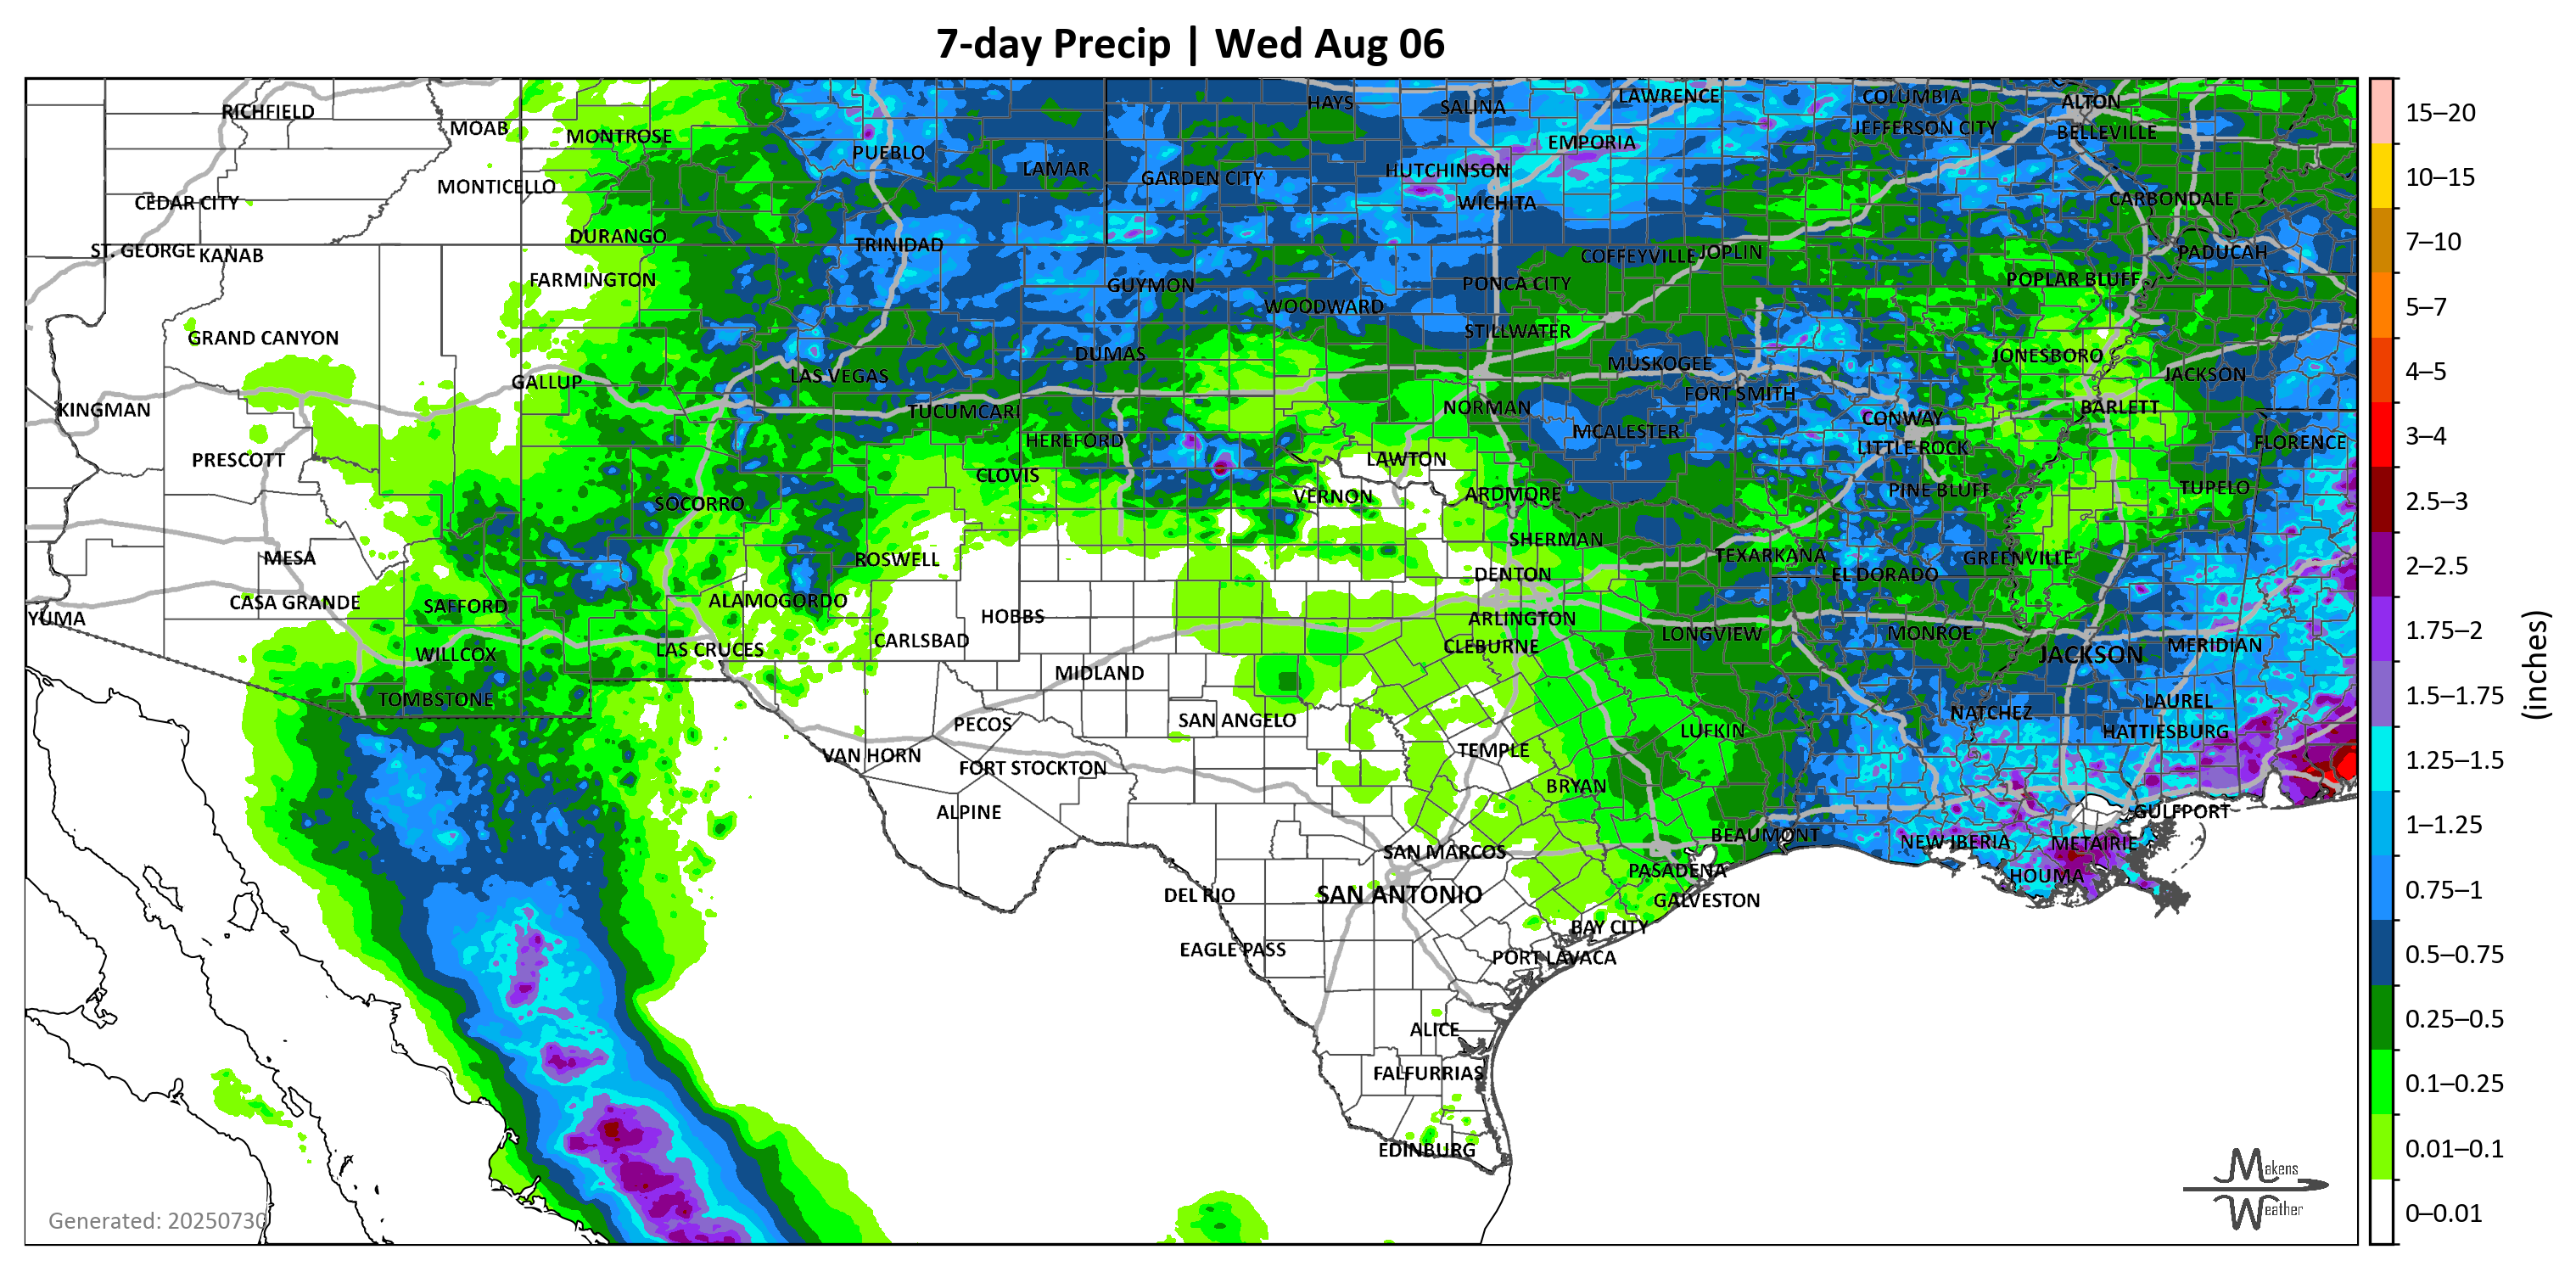 7-day Precip | Wed Aug 06
RICHFIELD
MOAB
MONTROSE
PUEBLO
LAMAR
HAYS
SALINA
LAWRENCE
COLUMBIA
ALTON
JEFFERSON CITY
BELLEVILLE
EMPORIA
HUTCHINSON
GARDEN CITY
WICHITA
MONTICELLO
CEDAR CITY
CARBONDALE
ST. GEORGE
KANAB
DURANGO
TRINIDAD
COFFEYVILLE
JOPLIN
PADUCAH
FARMINGTON
GUYMON
WOODWARD
PONCA CITY
POPLAR BLUFF
GRAND CANYON
STILLWATER
DUMAS
MUSKOGEE
JONESBORO
GALLUP
LAS VEGAS
FORT SMITH
JACKSON
KINGMAN
TUCUMCARI
NORMAN
CONWAY
BARLETT
PRESCOTT
HEREFORD
MCALESTER
LITTLE ROCK
FLORENCE
CLOVIS
LAWTON
SOCORRO
VERNON
ARDMORE
PINE BLUFF
TUPELO
MESA
ROSWELL
SHERMAN
TEXARKANA
GREENVILLE
DENTON
EL DORADO
YUMA
CASA GRANDE
SAFFORD
ALAMOGORDO
HOBBS
ARLINGTON
WILLCOX
LAS CRUCES
CARLSBAD
CLEBURNE
LONGVIEW
MONROE
JACKSON
MERIDIAN
TOMBSTONE
MIDLAND
PECOS
SAN ANGELO
LUFKIN
NATCHEZ
LAUREL
HATTIESBURG
VAN HORN
FORT STOCKTON
TEMPLE
BRYAN
ALPINE
BEAUMONT
GULFPORT
NEW IBERIA
METAIRIE
SAN MARCOS
PASADENA
HOUMA
DEL RIO
SAN ANTONIO
GALVESTON
BAY CITY
EAGLE PASS
PORT LAVACA
ALICE
FALFURRIAS
EDINBURG
Generated: 20250730
Makens
Weather
15–20
10–15
7–10
5–7
4–5
3–4
2.5–3
2–2.5
1.75–2
1.5–1.75
1.25–1.5
1–1.25
0.75–1
0.5–0.75
0.25–0.5
0.1–0.25
0.01–0.1
0–0.01
(inches)